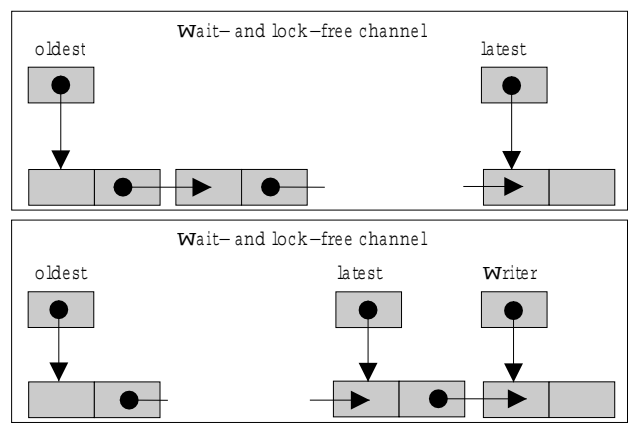 Wait– and lock–free channel
oldest latest
Wait– and lock–free channel
oldest latest Writer